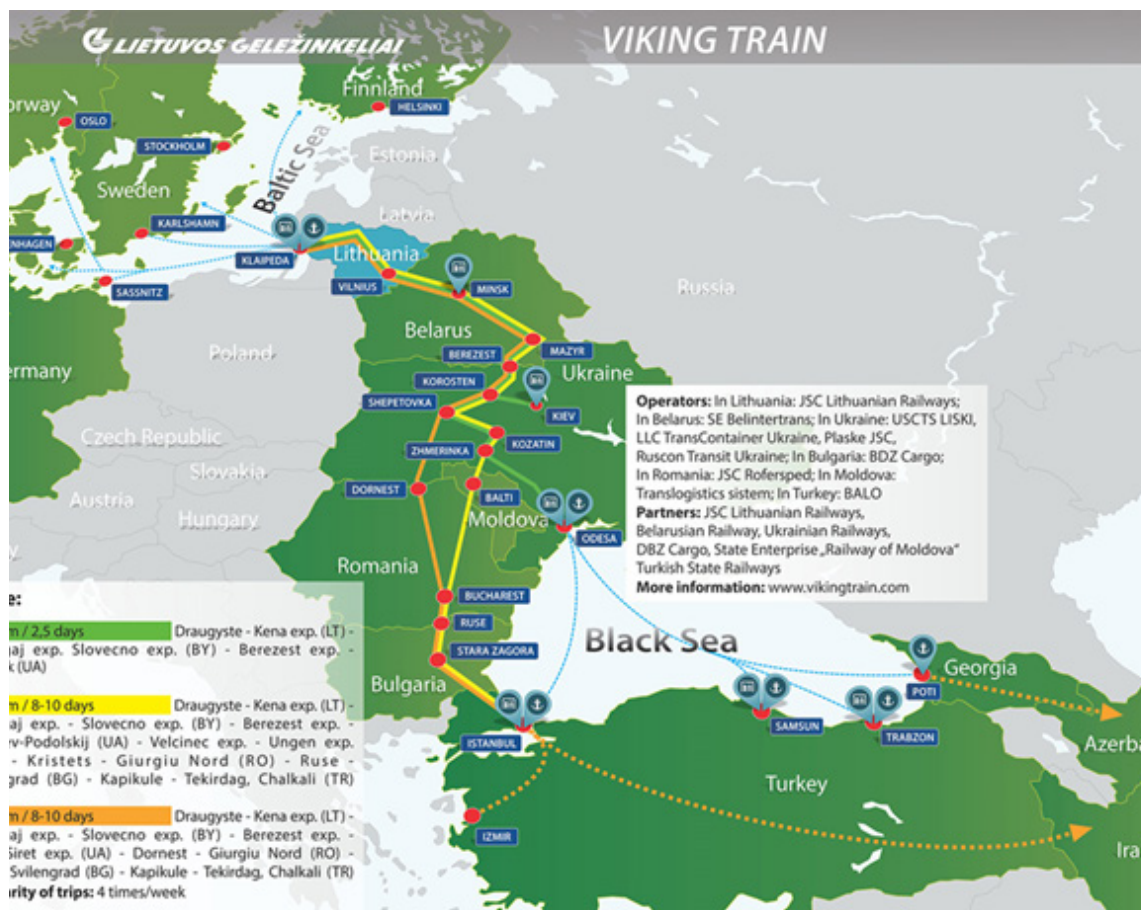 LIETUVOS GELEŽINKELIAI
VIKING TRAIN
Finnland
HELSINKI
orway
OSLO
STOCKHOLM
Estonia
Baltic Sea
Sweden
Latvia
KARLSHAMN
NHAGEN
KLAIPEDA
Lithuania
VILNIUS
MINSK
SASSNITZ
Russia
Belarus
MAZYR
Poland
BEREZEST
ermany
KOROSTEN
Ukraine
SHEPETOVKA
KIEV
Czech Republic
KOZATIN
ZHMERINKA
Slovakia
DORNEST
BALTI
Austria
Hungary
Moldova
ODESA
Operators: In Lithuania: JSC Lithuanian Railways;
In Belarus: SE Belintertrans; In Ukraine: USCTS LISKI,
LLC TransContainer Ukraine, Plaske JSC,
Ruscon Transit Ukraine; In Bulgaria: BDZ Cargo;
In Romania: JSC Rofersped; In Moldova:
Translogistics sistem; In Turkey: BALO
Partners: JSC Lithuanian Railways,
Belarusian Railway, Ukrainian Railways,
DBZ Cargo, State Enterprise „Railway of Moldova"
Turkish State Railways
More information: www.vikingtrain.com
Romania
BUCHAREST
RUSE
STARA ZAGORA
Black Sea
Bulgaria
Georgia
POTI
ISTANBUL
SAMSUN
TRABZON
Azerba
Turkey
IZMIR
Ira
e:
m / 2,5 days Draugyste - Kena exp. (LT) -
aj exp. Slovecno exp. (BY) - Berezest exp. -
k (UA)
m / 8-10 days Draugyste - Kena exp. (LT) -
aj exp. - Slovecno exp. (BY) - Berezest exp. -
ev-Podolskij (UA) - Velcinec exp. - Ungen exp.
- Kristets - Giurgiu Nord (RO) - Ruse -
grad (BG) - Kapikule - Tekirdag, Chalkali (TR)
m / 8-10 days Draugyste - Kena exp. (LT) -
aj exp. - Slovecno exp. (BY) - Berezest exp. -
Siret exp. (UA) - Dornest - Giurgiu Nord (RO) -
Svilengrad (BG) - Kapikule - Tekirdag, Chalkali (TR)
arity of trips: 4 times/week